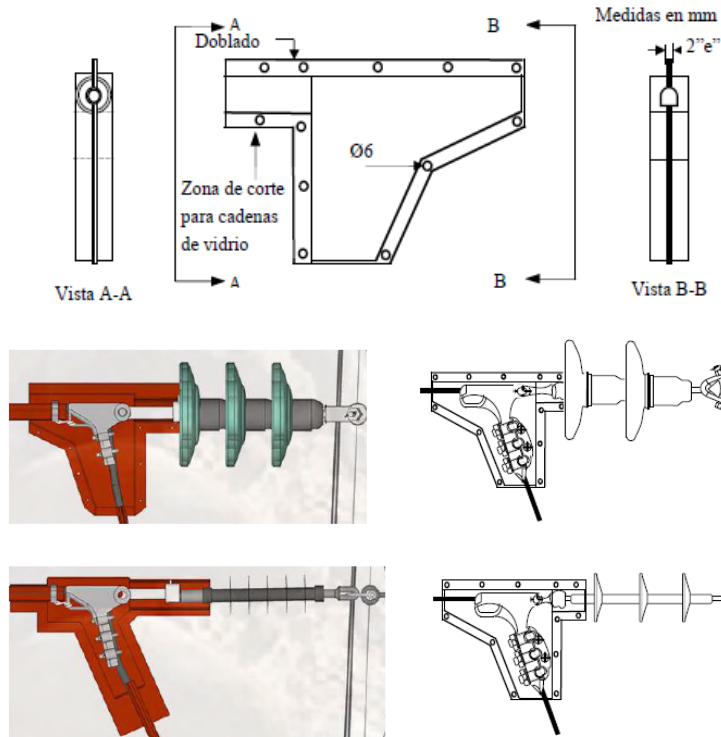 Medidas en mm
A
B
Doblado
2”e”
Ø6
Zona de corte
para cadenas
de vidrio
A
B
Vista A-A
Vista B-B